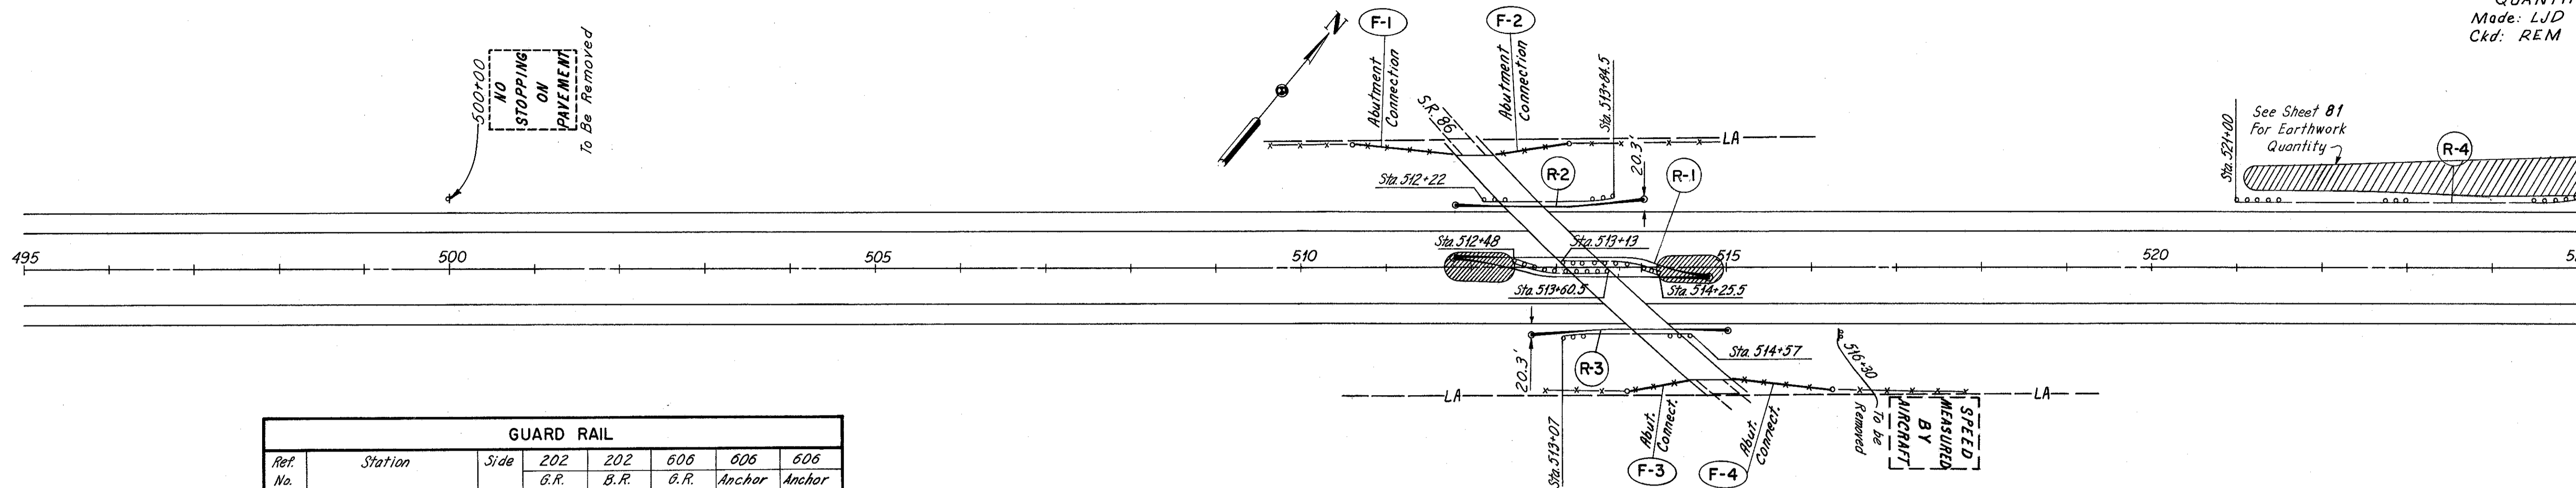 QUANTIT
Made: LJD
Ckd: REM
500+00
NO
STOPPING
ON
PAVEMENT
To Be Removed
N
F-1
Abutment
Connection
F-2
Abutment
Connection
Sta. 513+84.5
S.R. 86
LA
Sta. 512+22
R-2
20.3'
R-1
Sta. 521+00
See Sheet 81
For Earthwork
Quantity
R-4
Sta. 512+48
Sta. 513+13
495
500
505
510
515
520
Sta. 513+60.5
Sta. 514+25.5
20.3'
R-3
Sta. 514+57
Sta. 513+07
LA
Abut.
Connect.
F-3
Abut.
Connect.
F-4
516+30
To be
Removed
SPEED
MEASURED
BY
AIRCRAFT
LA
GUARD RAIL
Ref. No.
Station
Side
202 G.R.
202 B.R.
606 G.R.
606 Anchor
606 Anchor